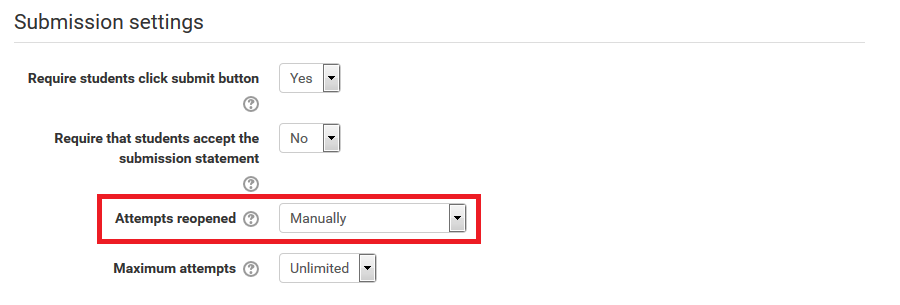 Submission settings
Require students click submit button Yes
Require that students accept the No
submission statement
Attempts reopened Manually
Maximum attempts Unlimited